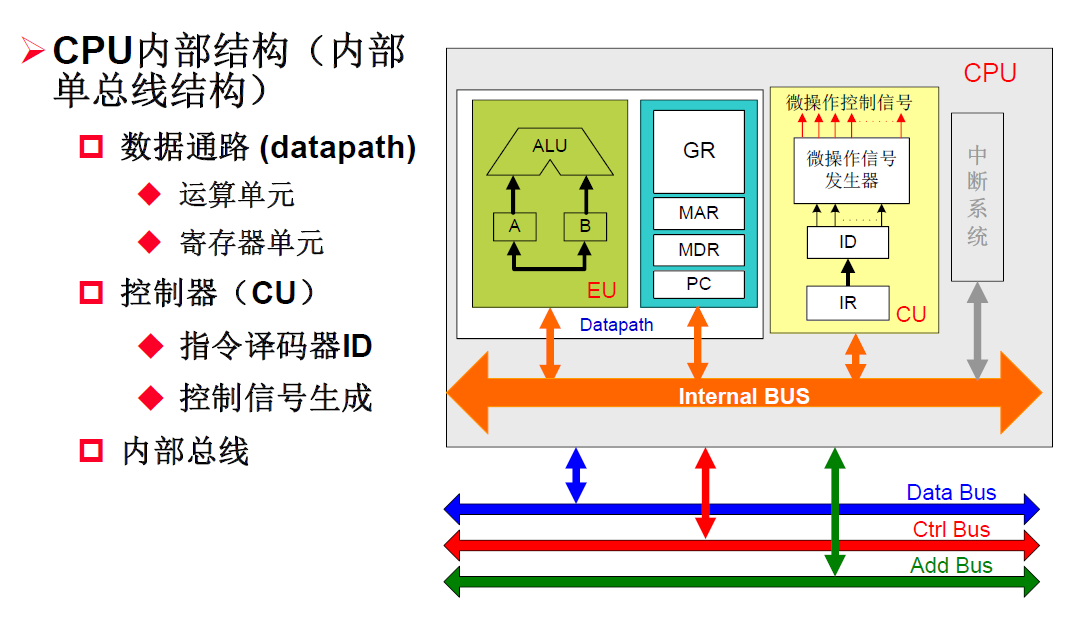 CPU内部结构（内部
单总线结构）
数据通路 (datapath)
运算单元
寄存器单元
控制器（CU）
指令译码器ID
控制信号生成
内部总线
CPU
ALU
A
B
EU
GR
MAR
MDR
PC
Datapath
微操作控制信号
微操作信号
发生器
ID
IR
CU
中
断
系
统
Internal BUS
Data Bus
Ctrl Bus
Add Bus